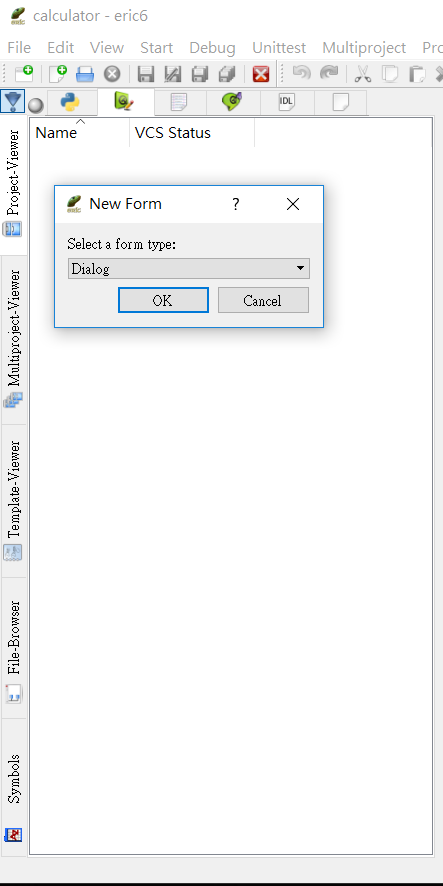 calculator - eric6
File Edit View Start Debug Unittest Multiproject Pro
IDL
Name VCS Status
Project-Viewer
Multiproject-Viewer
Template-Viewer
File-Browser
Symbols
eric New Form ? 
Select a form type:
Dialog
OK Cancel